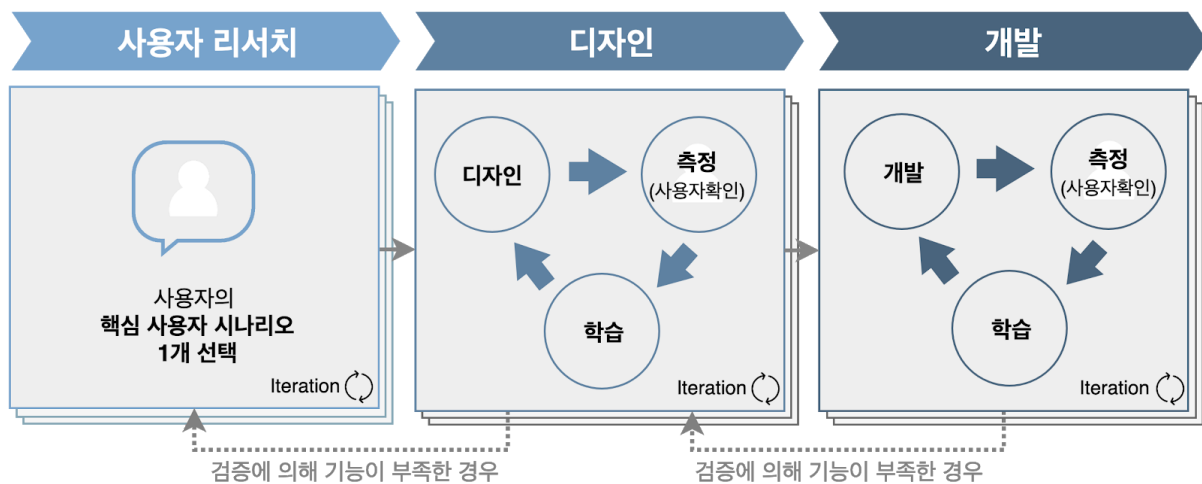 사용자 리서치
디자인
개발
사용자의
핵심 사용자 시나리오
1개 선택
Iteration
디자인
측정
(사용자확인)
학습
Iteration
개발
측정
(사용자확인)
학습
Iteration
검증에 의해 기능이 부족한 경우
검증에 의해 기능이 부족한 경우